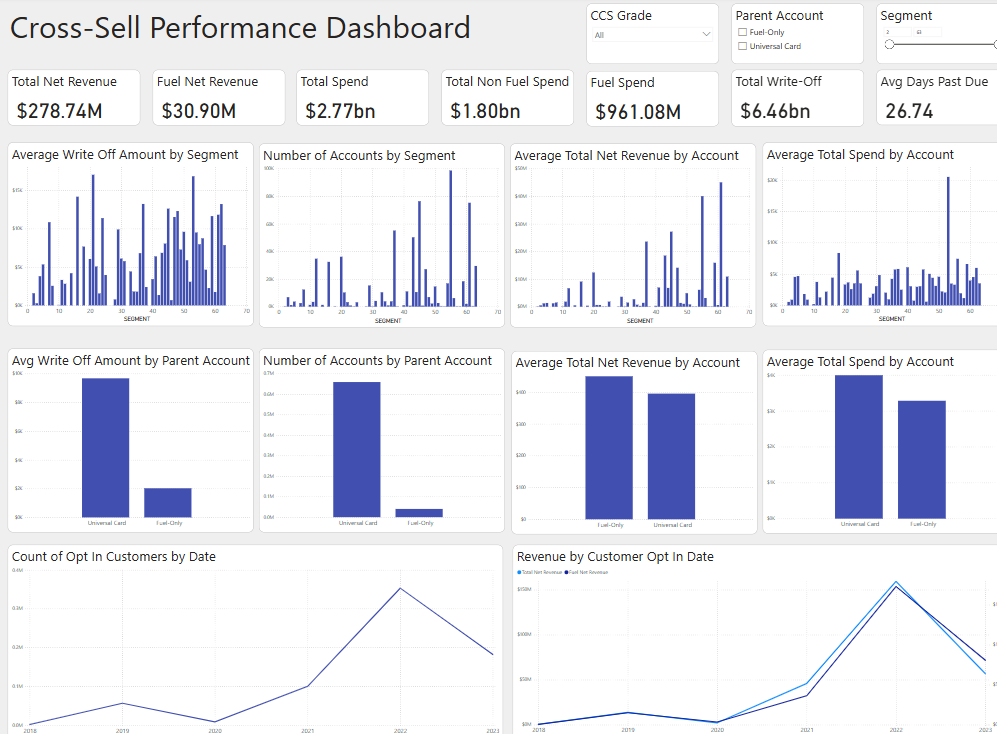 Cross-Sell Performance Dashboard
CCS Grade
All
Parent Account
Fuel-Only
Universal Card
Segment
2 63
Total Net Revenue
$278.74M
Fuel Net Revenue
$30.90M
Total Spend
$2.77bn
Total Non Fuel Spend
$1.80bn
Fuel Spend
$961.08M
Total Write-Off
$6.46bn
Avg Days Past Due
26.74
Average Write Off Amount by Segment
$15K
$10K
$5K
$0K
0 10 20 30 40 50 60 70
SEGMENT
Number of Accounts by Segment
100K
80K
60K
40K
20K
0K
0 10 20 30 40 50 60 70
SEGMENT
Average Total Net Revenue by Account
$50M
$40M
$30M
$20M
$10M
$0M
0 10 20 30 40 50 60 70
SEGMENT
Average Total Spend by Account
$20K
$15K
$10K
$5K
$0K
0 10 20 30 40 50 60
SEGMENT
Avg Write Off Amount by Parent Account
$10K
$8K
$6K
$4K
$2K
$0K
Universal Card Fuel-Only
Number of Accounts by Parent Account
0.7M
0.6M
0.5M
0.4M
0.3M
0.2M
0.1M
0.0M
Universal Card Fuel-Only
Average Total Net Revenue by Account
$400
$300
$200
$100
$0
Fuel-Only Universal Card
Average Total Spend by Account
$4K
$3K
$2K
$1K
$0K
Universal Card Fuel-Only
Count of Opt In Customers by Date
0.4M
0.3M
0.2M
0.1M
0.0M
2018 2019 2020 2021 2022 2023
Revenue by Customer Opt In Date
Total Net Revenue Fuel Net Revenue
$150M
$100M
$50M
$0M
2018 2019 2020 2021 2022 2023